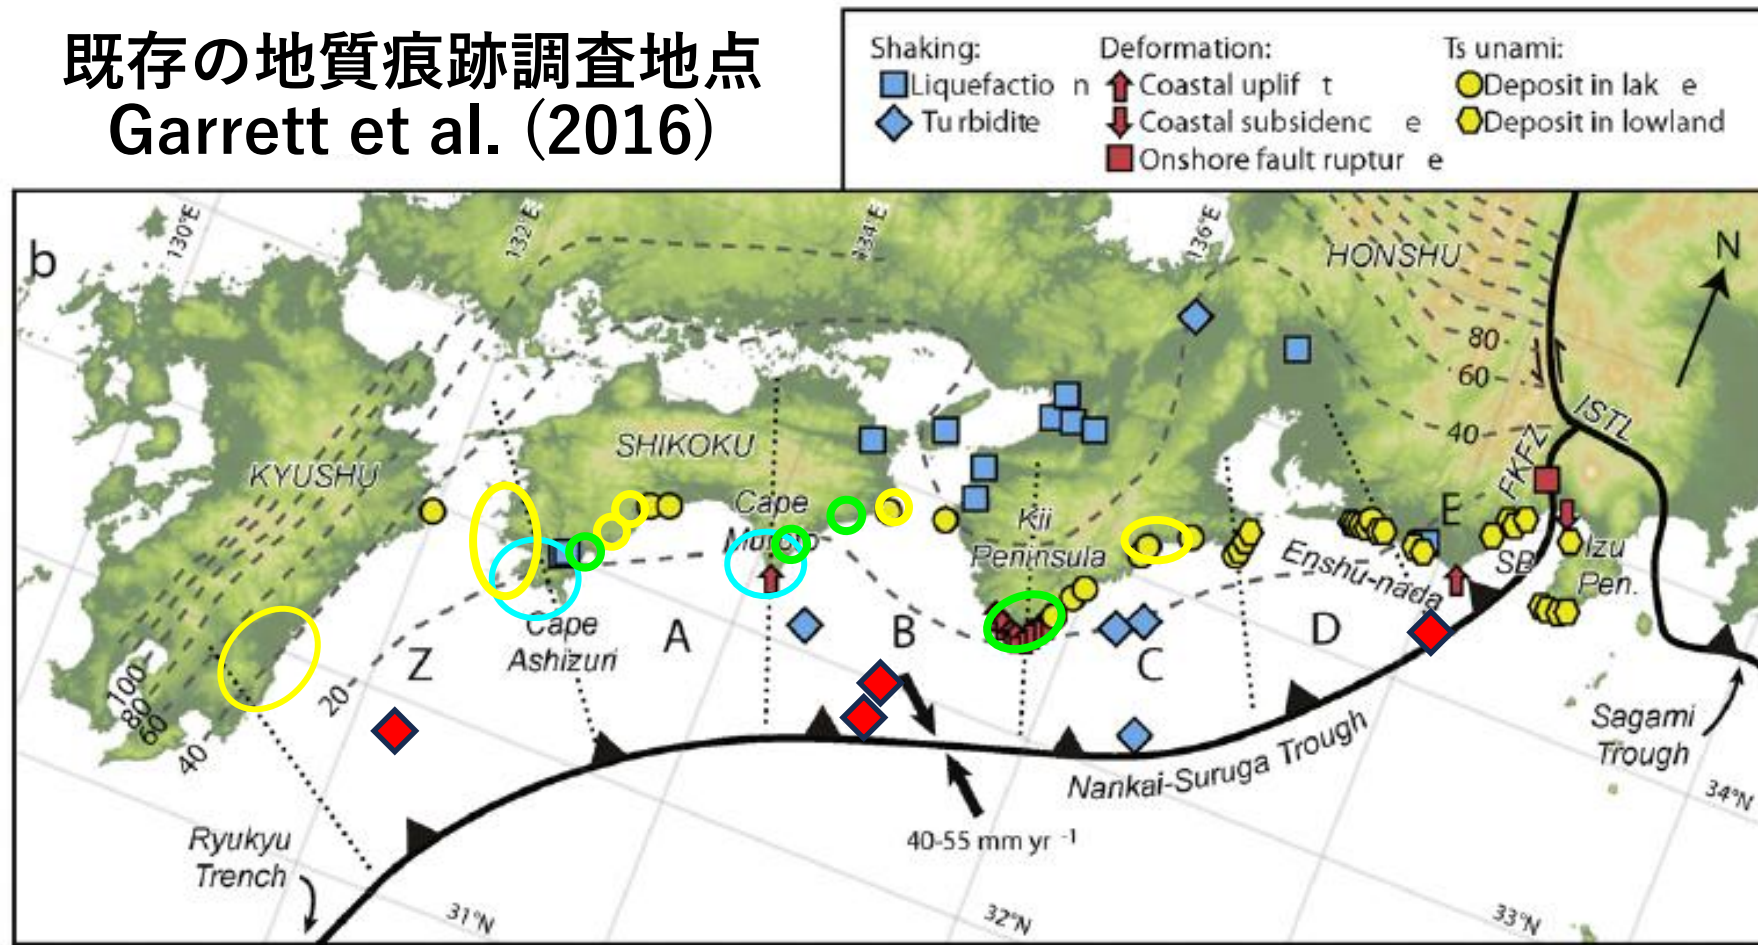 既存の地質痕跡調査地点
Garrett et al. (2016)
Shaking:
Liquefactio n
Tu rbidite
Deformation:
Coastal uplif t
Coastal subsidenc e
Onshore fault ruptur e
Ts unami:
Deposit in lak e
Deposit in lowland
b
130°E
132°E
134°E
136°E
HONSHU
N
80
60
40
ISTL
FKFZ
KYUSHU
SHIKOKU
Cape
Muroto
Kii
Peninsula
Enshu-nada
E
SB
Izu
Pen.
Cape
Ashizuri
Z
A
B
C
D
100
80
60
40
20
Nankai-Suruga Trough
Sagami
Trough
40-55 mm yr -1
Ryukyu
Trench
31°N
32°N
33°N
34°N